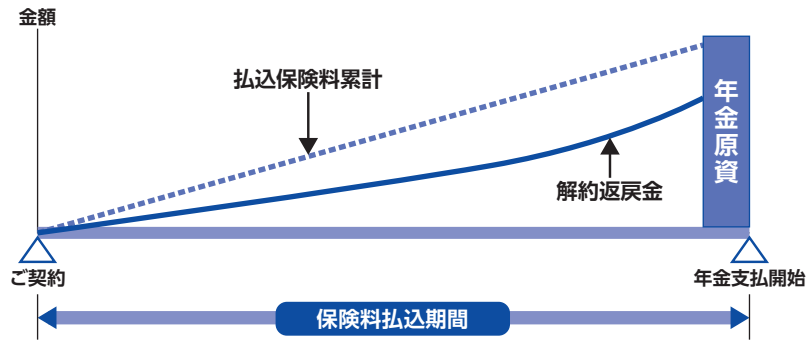 金額
払込保険料累計
年金原資
解約返戻金
ご契約
年金支払開始
保険料払込期間